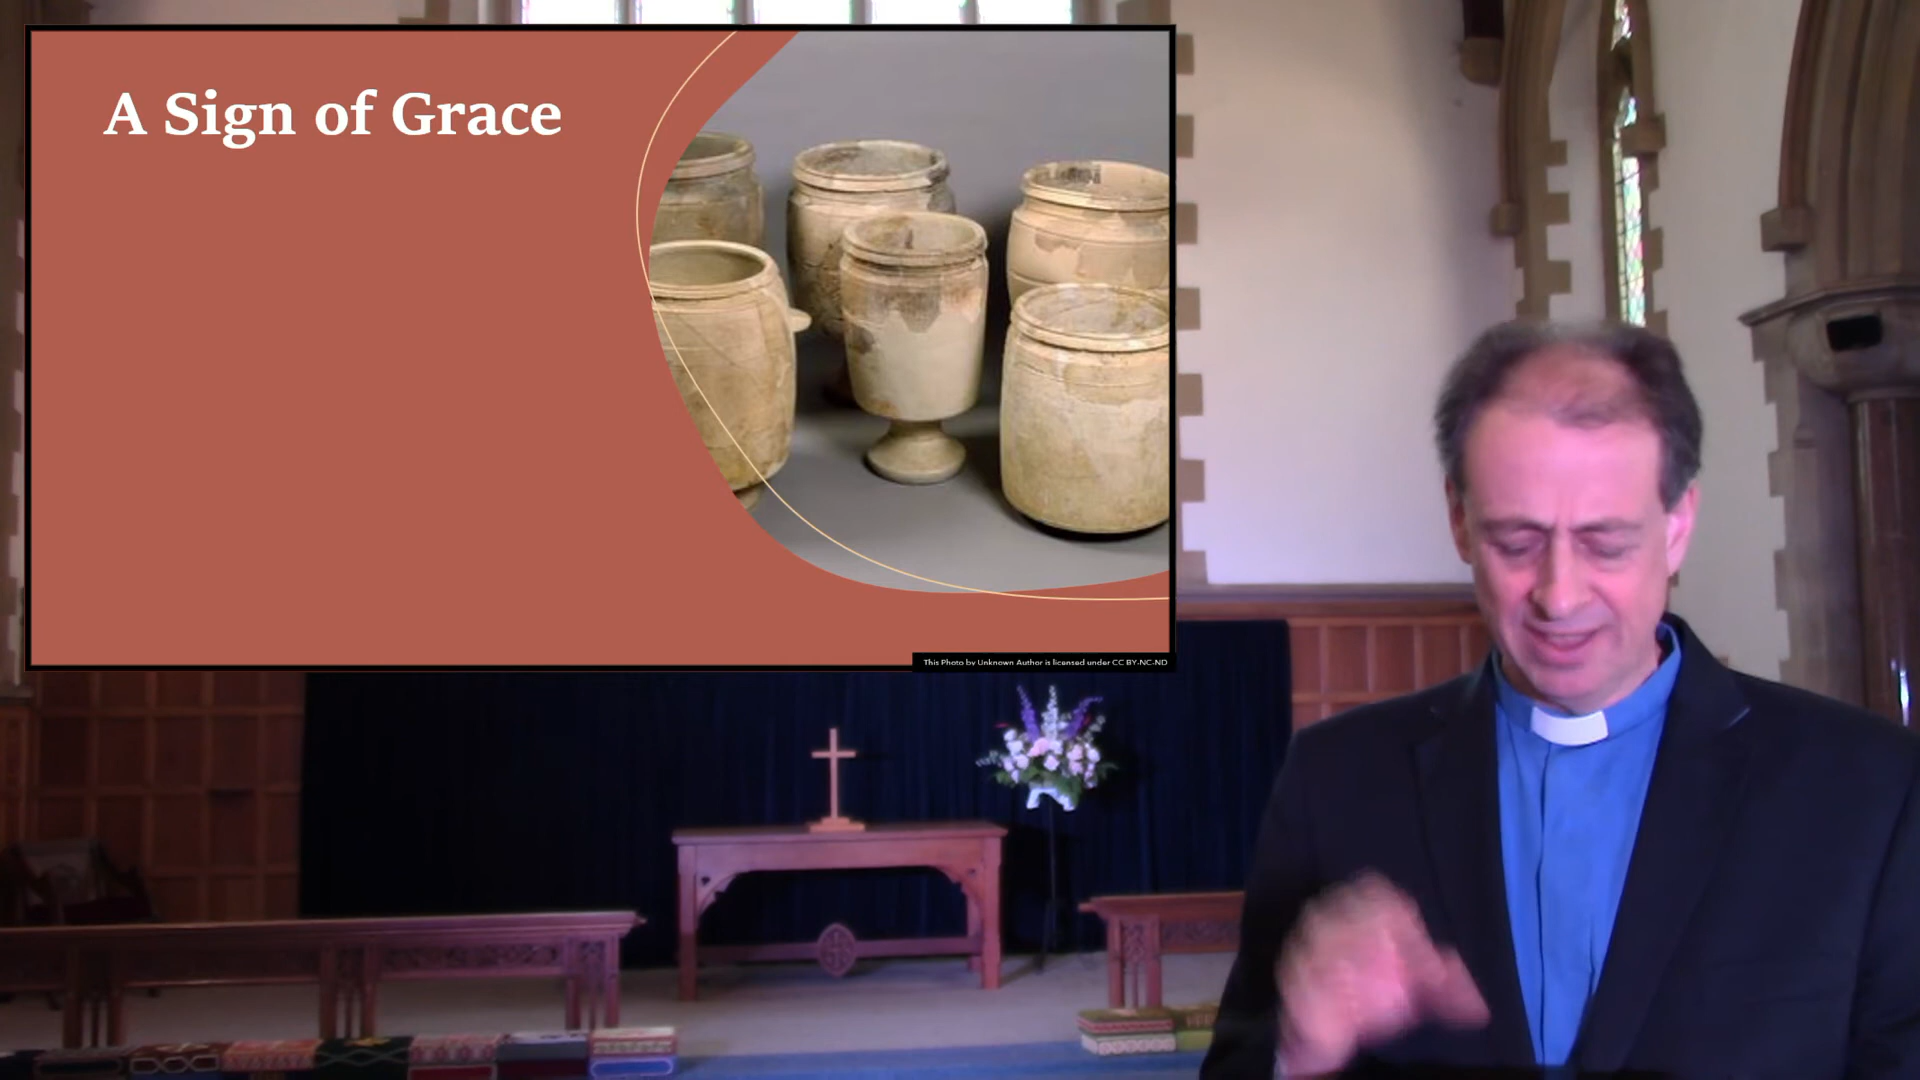 A Sign of Grace
This Photo by Unknown Author is licensed under CC BY-NC-ND